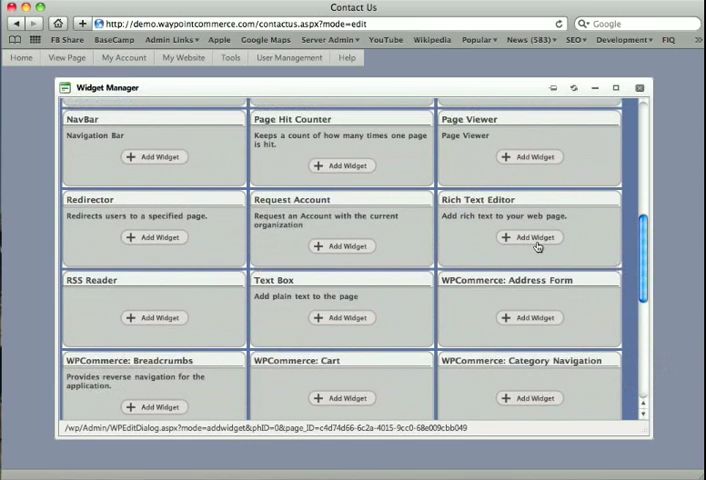 Contact Us
http://demo.waypointcommerce.com/contactus.aspx?mode=edit
Google
FB Share BaseCamp Admin Links Apple Google Maps Server Admin YouTube Wikipedia Popular News (583) SEO Development FIQ
Home View Page My Account My Website Tools User Management Help
Widget Manager
NavBar Page Hit Counter Page Viewer
Navigation Bar Keeps a count of how many times one page Page Viewer
is hit.
+ Add Widget + Add Widget + Add Widget
Redirector Request Account Rich Text Editor
Redirects users to a specified page. Request an Account with the current Add rich text to your web page.
organization
+ Add Widget + Add Widget + Add Widget
RSS Reader Text Box WPCommerce: Address Form
Add plain text to the page
+ Add Widget + Add Widget + Add Widget
WPCommerce: Breadcrumbs WPCommerce: Cart WPCommerce: Category Navigation
Provides reverse navigation for the
application.
+ Add Widget + Add Widget + Add Widget
/wp/Admin/WPEditDialog.aspx?mode=addwidget&phID=0&page_ID=c4d74d66-6c2a-4015-9cc0-68e009cbb049